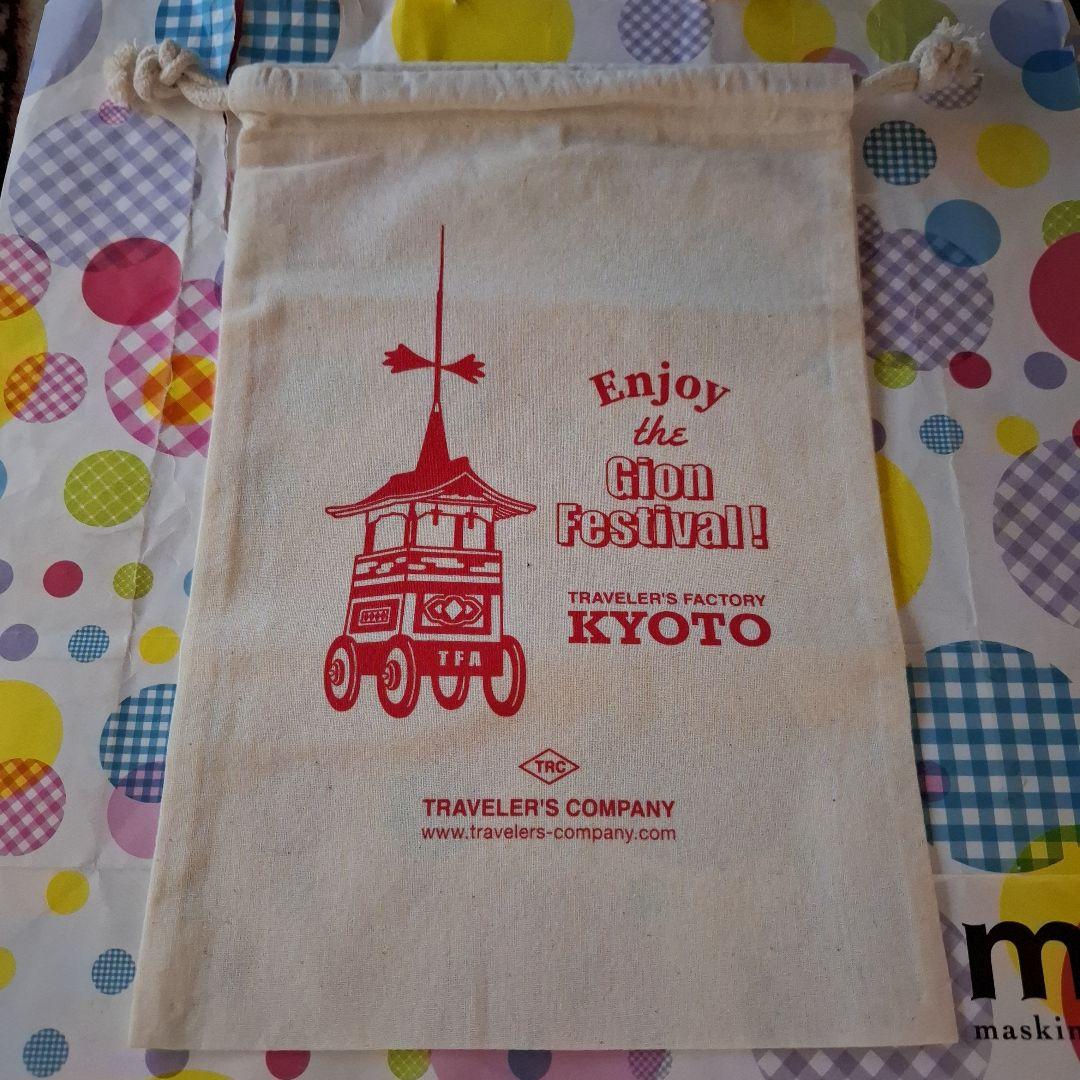 Enjoy
the
Gion
Festival!
TRAVELER'S FACTORY
KYOTO
TFA
TRC
TRAVELER'S COMPANY
www.travelers-company.com
m
maskin